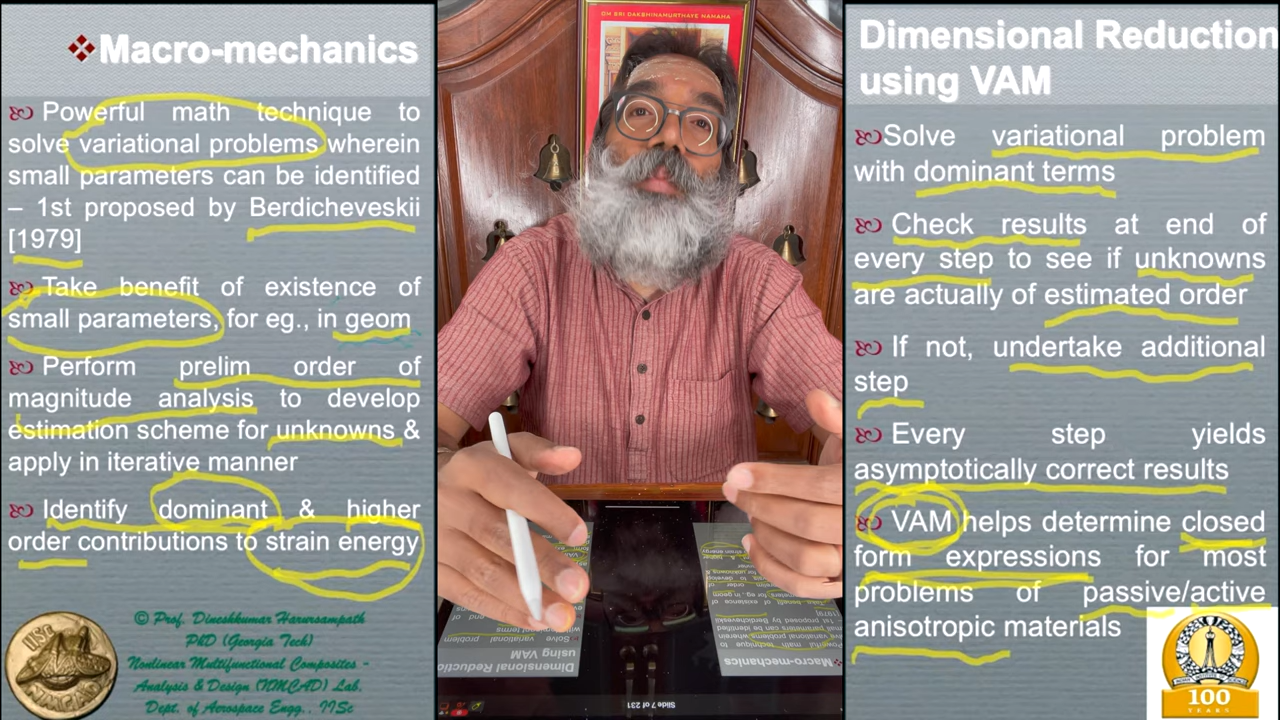 Macro-mechanics
Powerful math technique to
solve variational problems wherein
small parameters can be identified
– 1st proposed by Berdicheveskii
[1979]
Take benefit of existence of
small parameters, for eg., in geom
Perform prelim order of
magnitude analysis to develop
estimation scheme for unknowns &
apply in iterative manner
Identify dominant & higher
order contributions to strain energy
© Prof. Dineshkumar Harursampath
PhD (Georgia Tech)
Nonlinear Multifunctional Composites -
Analysis & Design (NMCAD) Lab,
Dept. of Aerospace Engg., IISc
NMCAD
OM SRI DAKSHINAMURTHAYE NAMAHA
Slide 7 of 231
Dimensional Reduction
using VAM
Solve variational problem
with dominant terms
Check results at end of
every step to see if unknowns
are actually of estimated order
If not, undertake additional
step
Every step yields
asymptotically correct results
VAM helps determine closed
form expressions for most
problems of passive/active
anisotropic materials
100
YEARS